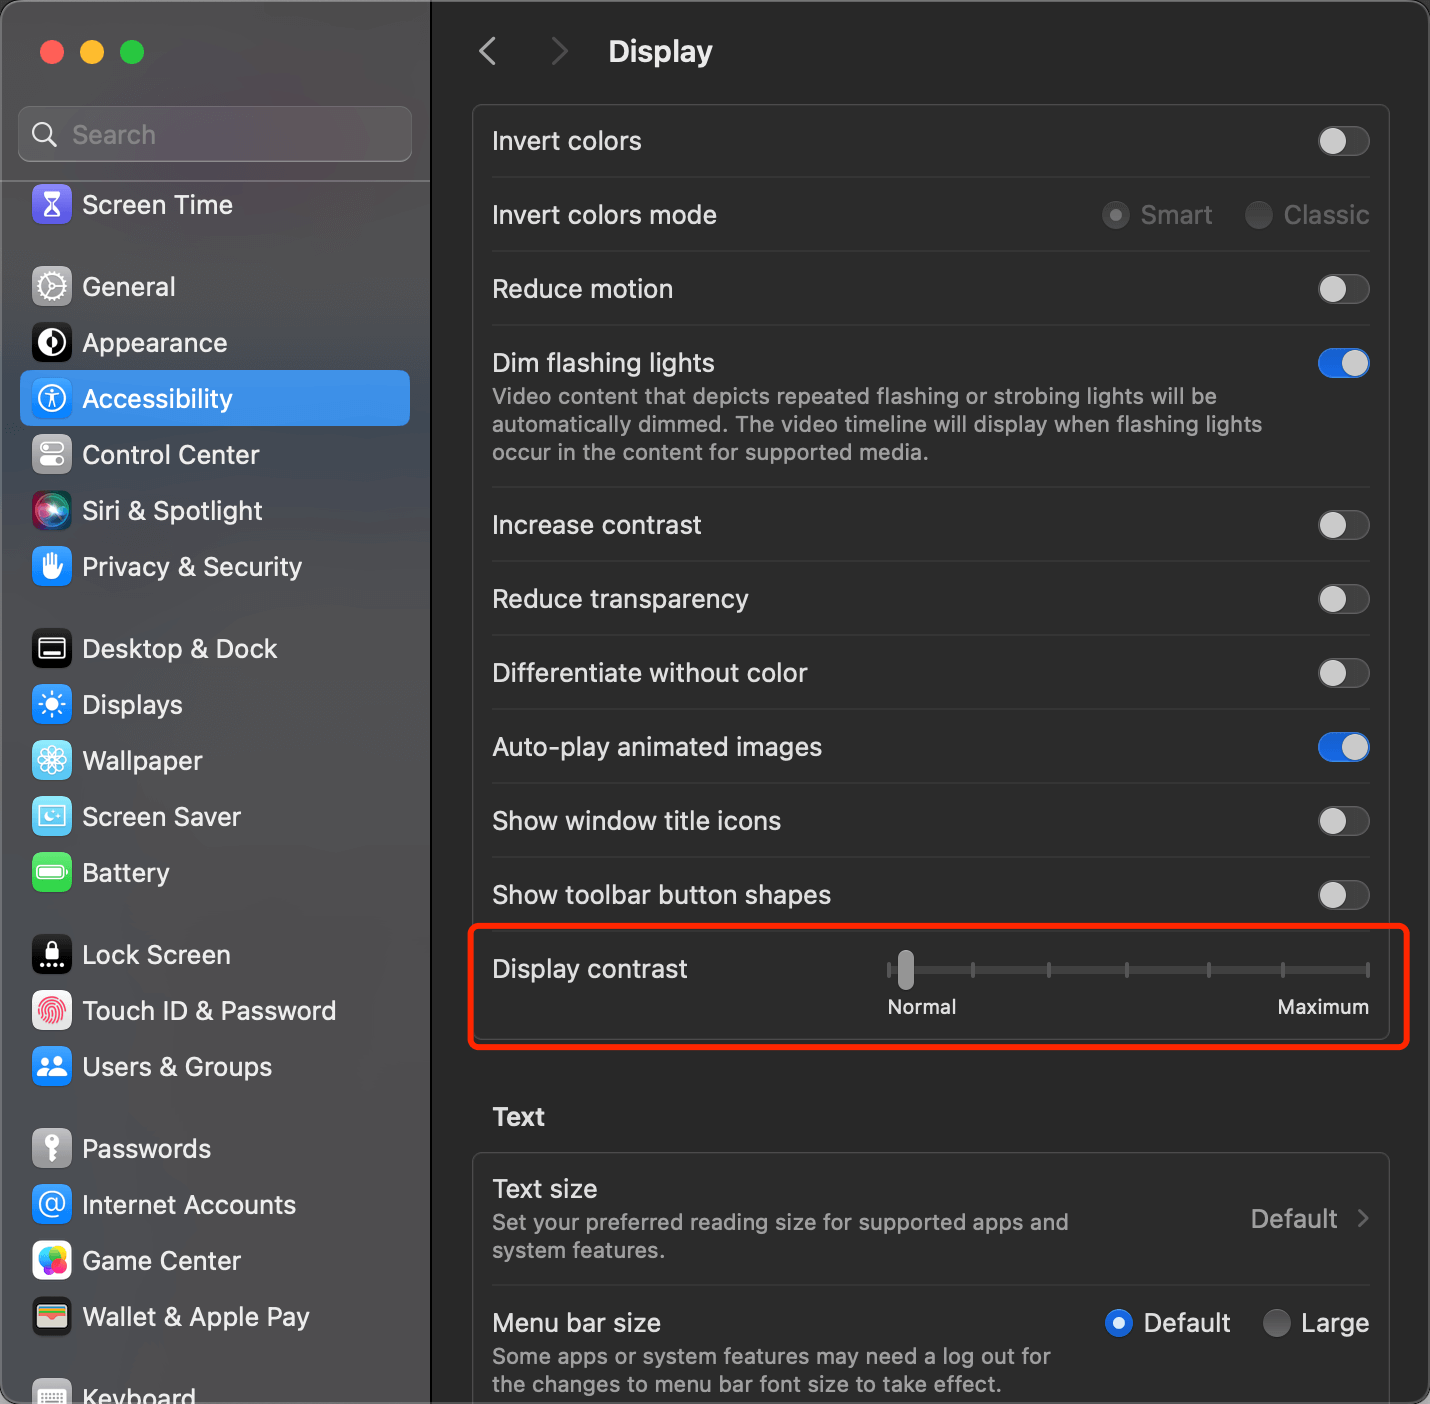 Search
Screen Time
General
Appearance
Accessibility
Control Center
Siri & Spotlight
Privacy & Security
Desktop & Dock
Displays
Wallpaper
Screen Saver
Battery
Lock Screen
Touch ID & Password
Users & Groups
Passwords
Internet Accounts
Game Center
Wallet & Apple Pay
Keyboard
Display
Invert colors
Invert colors mode Smart Classic
Reduce motion
Dim flashing lights
Video content that depicts repeated flashing or strobing lights will be
automatically dimmed. The video timeline will display when flashing lights
occur in the content for supported media.
Increase contrast
Reduce transparency
Differentiate without color
Auto-play animated images
Show window title icons
Show toolbar button shapes
Display contrast
Normal Maximum
Text
Text size
Set your preferred reading size for supported apps and
system features.
Default
Menu bar size Default Large
Some apps or system features may need a log out for
the changes to menu bar font size to take effect.